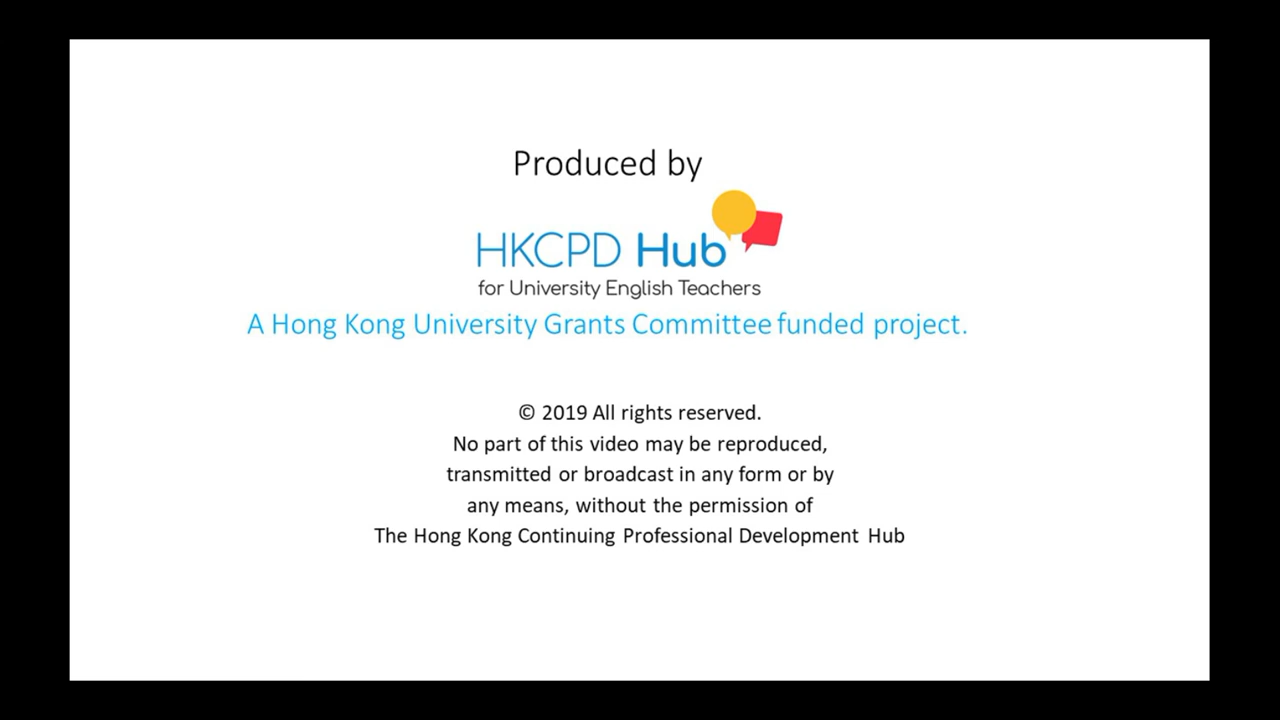 Produced by
HKCPD Hub
for University English Teachers
A Hong Kong University Grants Committee funded project.
© 2019 All rights reserved.
No part of this video may be reproduced,
transmitted or broadcast in any form or by
any means, without the permission of
The Hong Kong Continuing Professional Development Hub